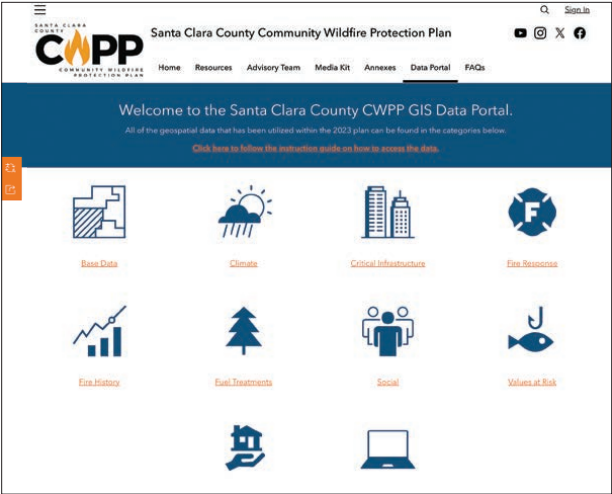 Sign In
SANTA CLARA
COUNTY
CWPP
COMMUNITY WILDFIRE
PROTECTION PLAN
Santa Clara County Community Wildfire Protection Plan
Home Resources Advisory Team Media Kit Annexes Data Portal FAQs
Welcome to the Santa Clara County CWPP GIS Data Portal.
All of the geospatial data that has been utilized within the 2023 plan can be found in the categories below.
Click here to follow the instruction guide on how to access the data.
F
Base Data Climate Critical Infrastructure Fire Response
Fire History Fuel Treatments Social Values at Risk